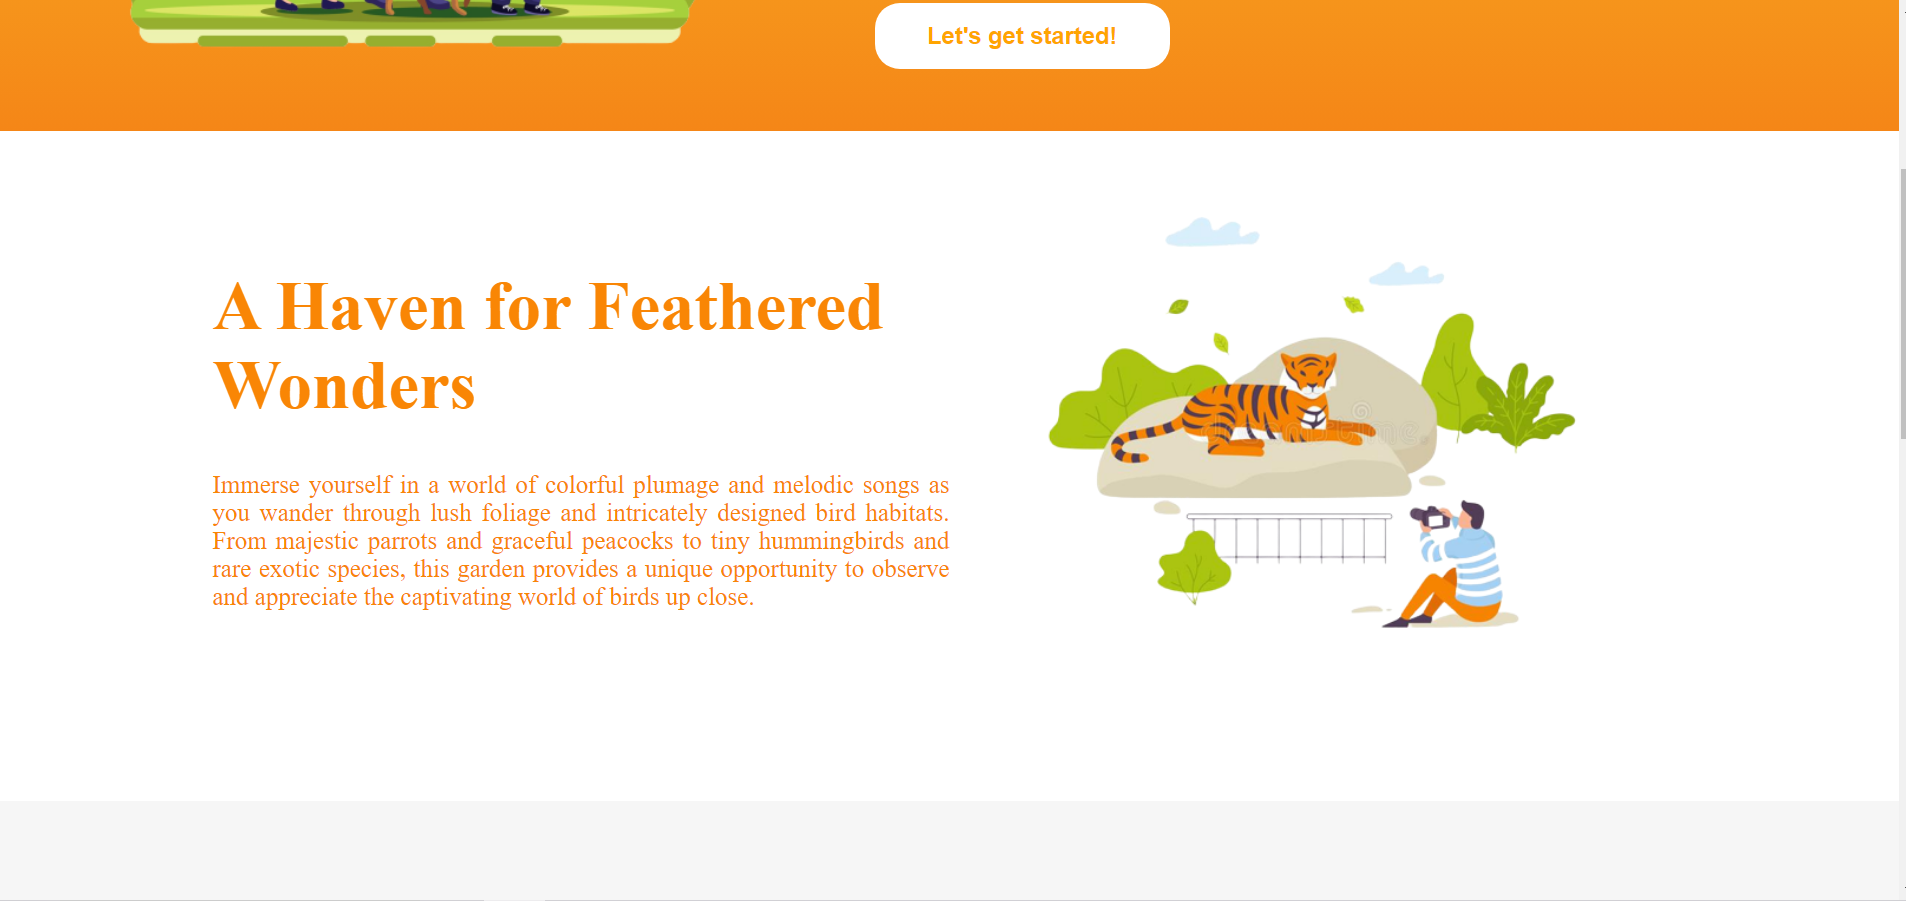 Let's get started!
A Haven for Feathered
Wonders
Immerse yourself in a world of colorful plumage and melodic songs as
you wander through lush foliage and intricately designed bird habitats.
From majestic parrots and graceful peacocks to tiny hummingbirds and
rare exotic species, this garden provides a unique opportunity to observe
and appreciate the captivating world of birds up close.